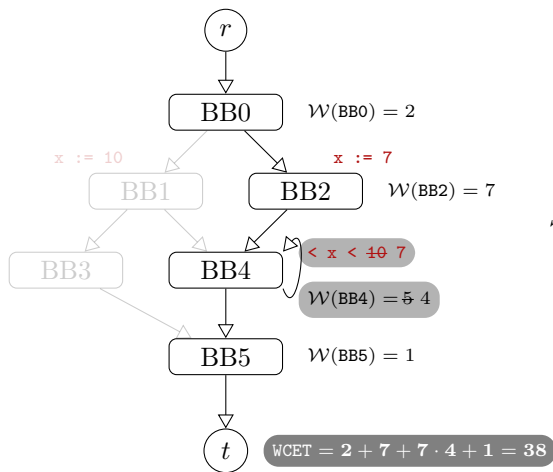 r
BB0 𝒲(BB0) = 2
x := 10 x := 7
BB1 BB2 𝒲(BB2) = 7
< x < ~~10~~ 7
BB3 BB4
𝒲(BB4) = ~~5~~ 4
BB5 𝒲(BB5) = 1
t WCET = 2 + 7 + 7 · 4 + 1 = 38